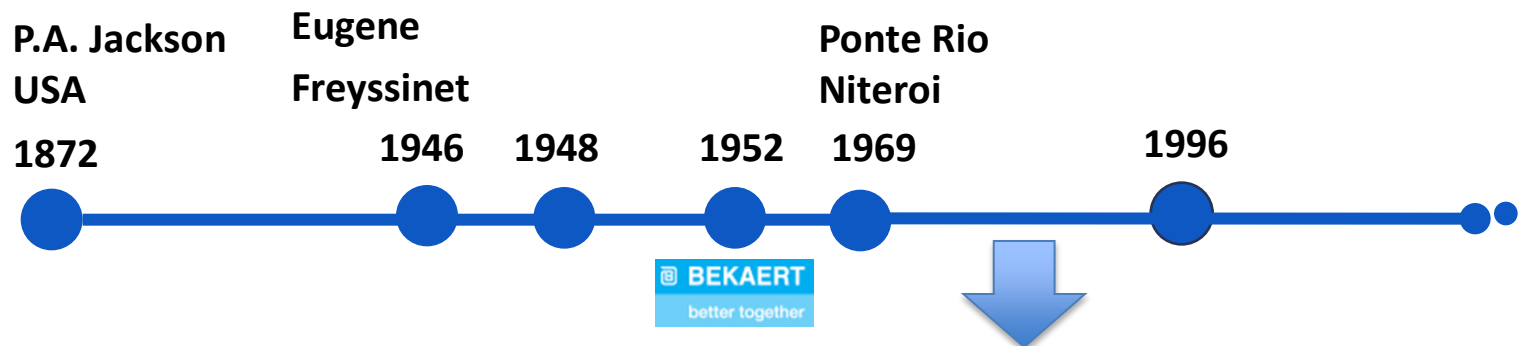 P.A. Jackson
USA
1872
Eugene
Freyssinet
1946
1948
1952
Ponte Rio
Niteroi
1969
1996
BEKAERT
better together